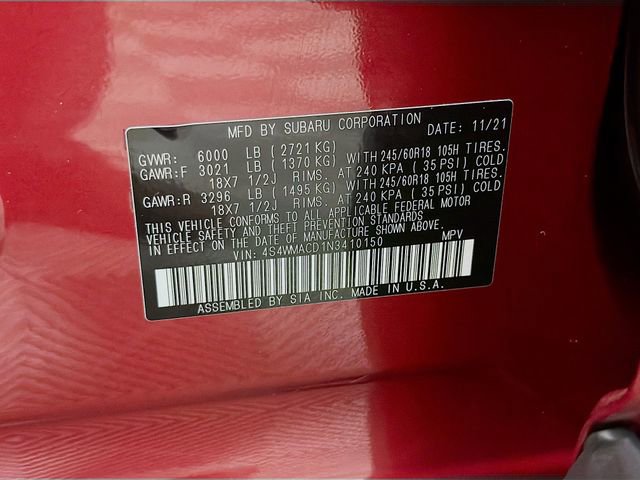 MFD BY SUBARU CORPORATION DATE: 11/21
GVWR: 6000 LB ( 2721 KG)
GAWR:F 3021 LB ( 1370 KG) WITH 245/60R18 105H TIRES.
18X7 1/2J RIMS. AT 240 KPA ( 35 PSI) COLD
GAWR:R 3296 LB ( 1495 KG) WITH 245/60R18 105H TIRES.
18X7 1/2J RIMS. AT 240 KPA ( 35 PSI) COLD
THIS VEHICLE CONFORMS TO ALL APPLICABLE FEDERAL MOTOR
VEHICLE SAFETY AND THEFT PREVENTION STANDARDS
IN EFFECT ON THE DATE OF MANUFACTURE SHOWN ABOVE.
VIN: 4S4WMACD1N3410150 MPV
ASSEMBLED BY SIA INC. MADE IN U.S.A.